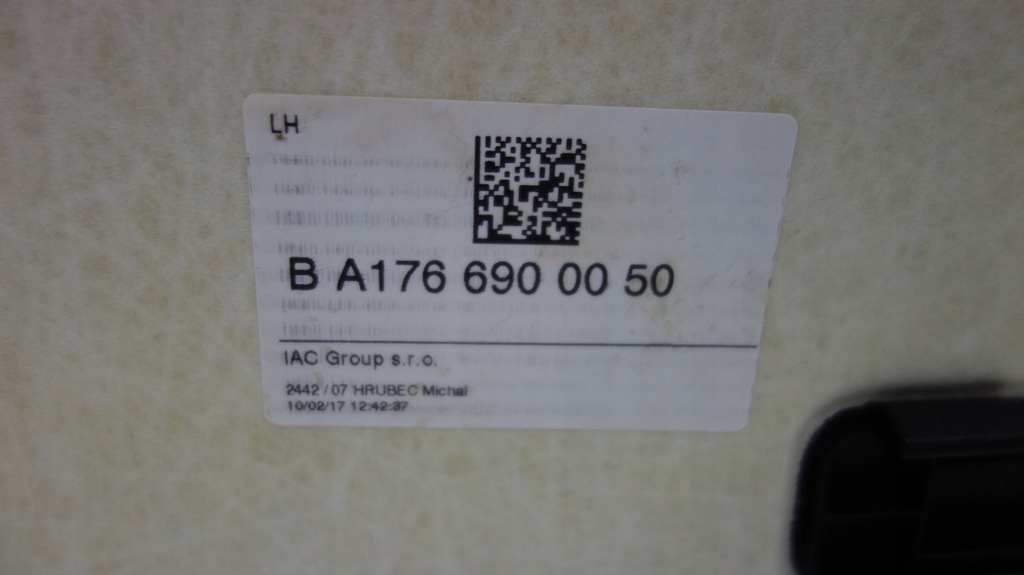 LH
B A176 690 00 50
IAC Group s.r.o.
2442 / 07 HRUBEC Michal
10/02/17 12:42:37